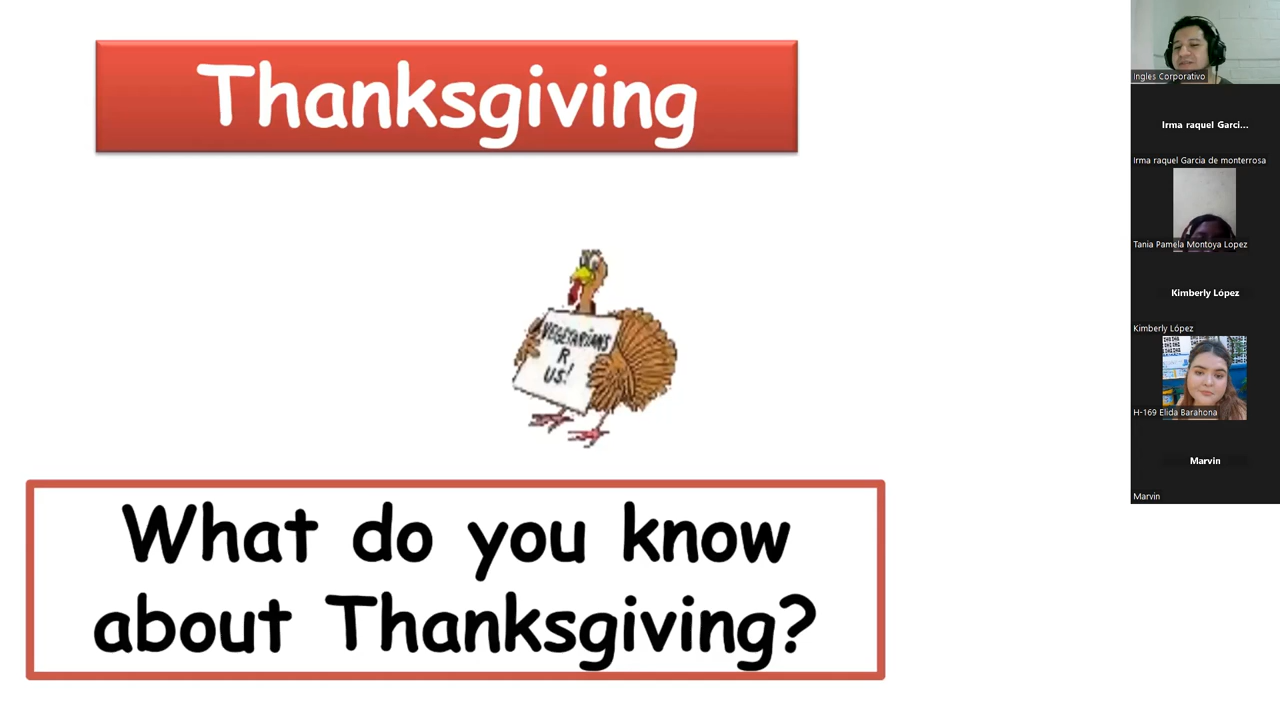 Thanksgiving
VEGETARIANS
R
US!
What do you know
about Thanksgiving?
Ingles Corporativo
Irma raquel Garci...
Irma raquel Garcia de monterrosa
Tania Pamela Montoya Lopez
Kimberly López
Kimberly López
H-169 Elida Barahona
Marvin
Marvin